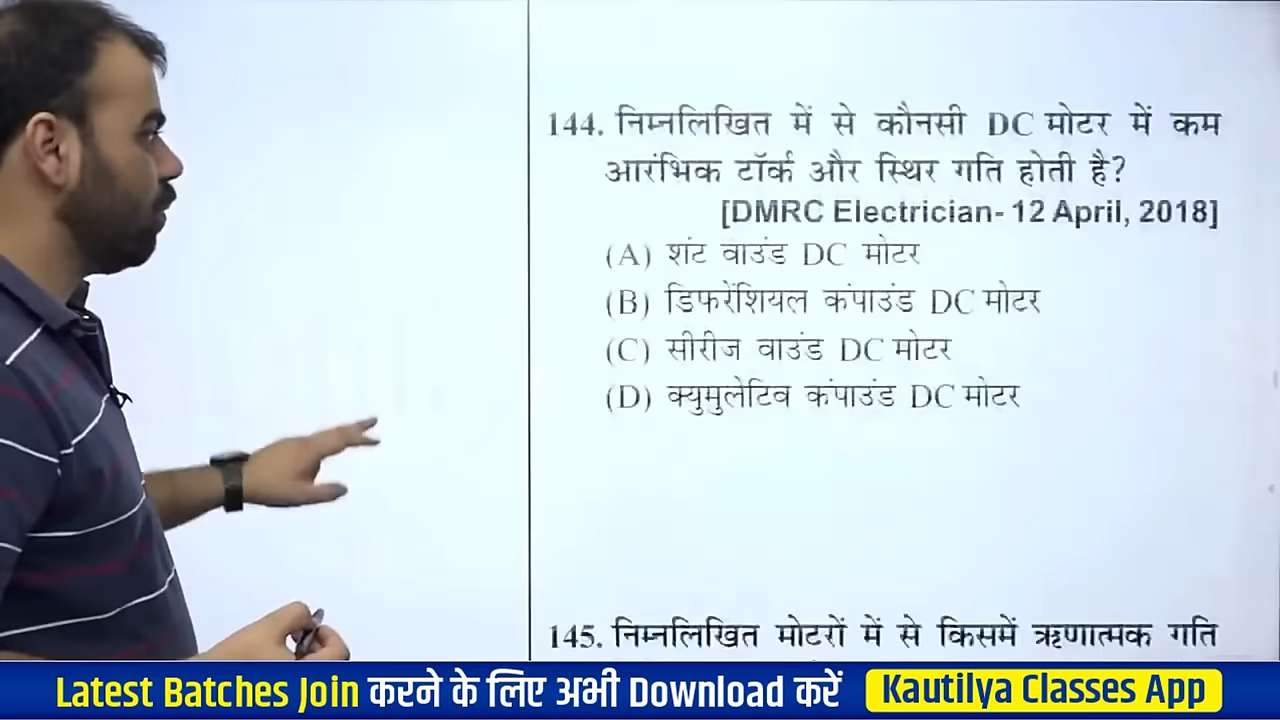 144. निम्नलिखित में से कौनसी DC मोटर में कम
आरंभिक टॉर्क और स्थिर गति होती है?
[DMRC Electrician- 12 April, 2018]
(A) शंट वाउंड DC मोटर
(B) डिफरेंशियल कंपाउंड DC मोटर
(C) सीरीज वाउंड DC मोटर
(D) क्युमुलेटिव कंपाउंड DC मोटर
145. निम्नलिखित मोटरों में से किसमें ऋणात्मक गति
Latest Batches Join करने के लिए अभी Download करें Kautilya Classes App